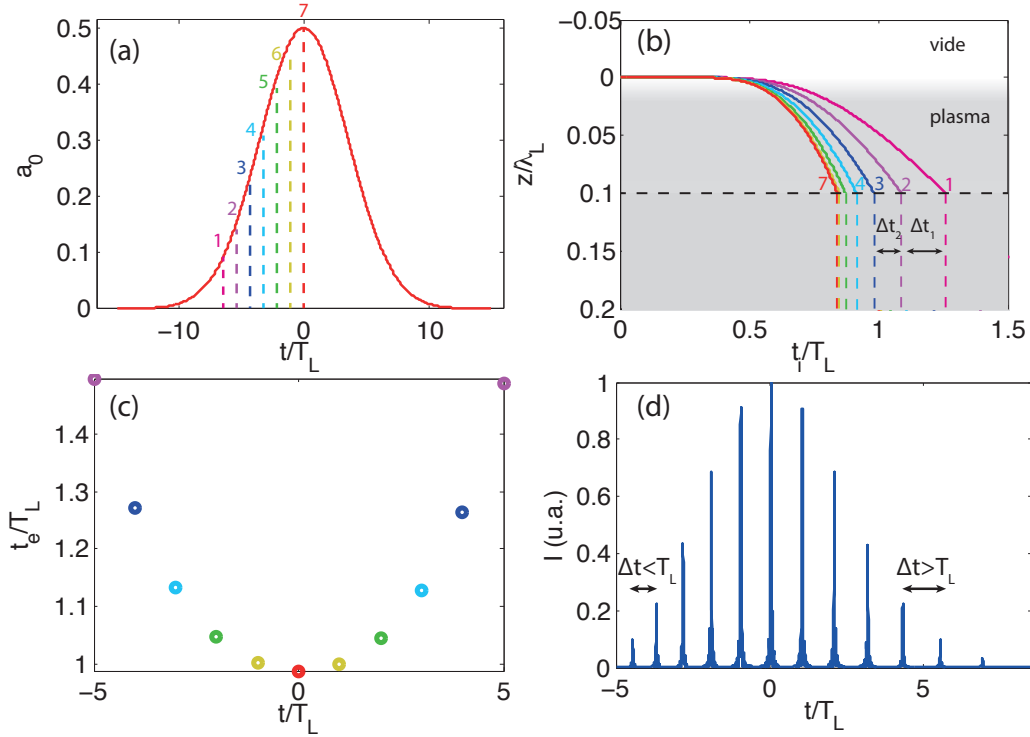 (a)
0.5
0.4
0.3
0.2
0.1
0
a0
1
2
3
4
5
6
7
−10
0
10
t/TL
(b)
vide
plasma
−0.05
0
0.05
0.1
0.15
0.2
z/λL
7
4
3
2
1
Δt2
Δt1
0
0.5
1
1.5
ti/TL
(c)
1.4
1.3
1.2
1.1
1
te/TL
−5
0
5
t/TL
(d)
1
0.8
0.6
0.4
0.2
0
I (u.a.)
Δt<TL
Δt>TL
−5
0
5
t/TL